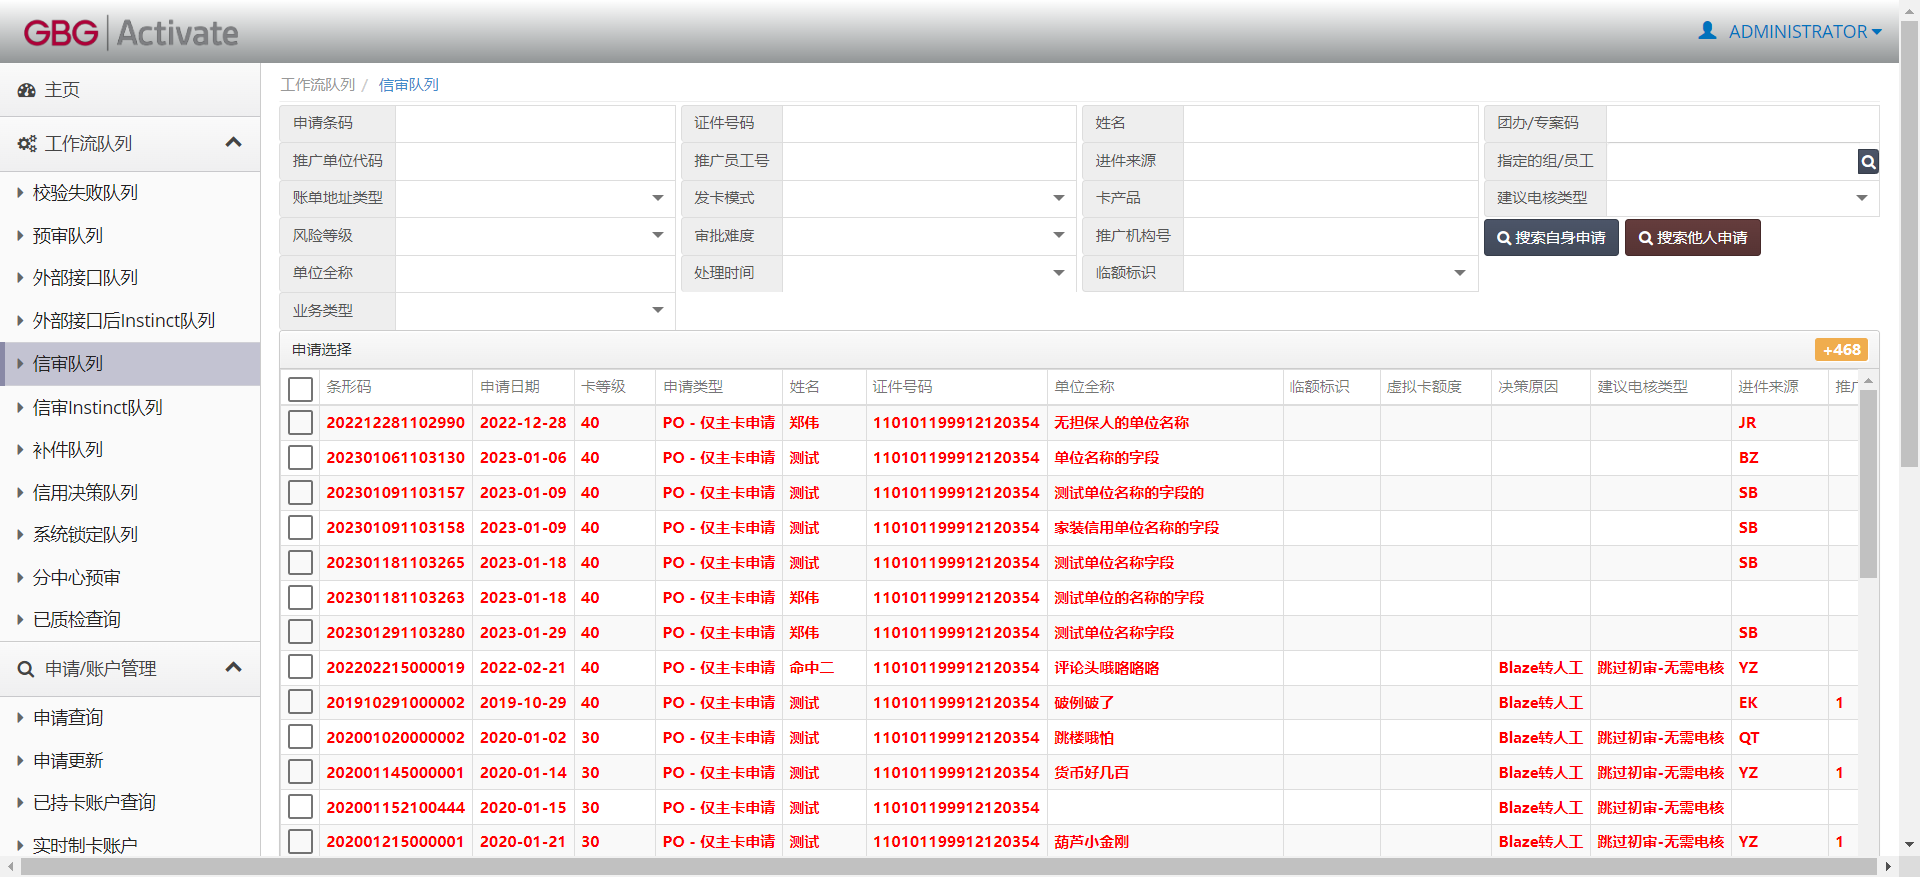 GBG | Activate
ADMINISTRATOR
主页
工作流队列
校验失败队列
预审队列
外部接口队列
外部接口后Instinct队列
信审队列
信审Instinct队列
补件队列
信用决策队列
系统锁定队列
分中心预审
已质检查询
申请/账户管理
申请查询
申请更新
已持卡账户查询
实时制卡账户
工作流队列 / 信审队列
申请条码 证件号码 姓名 团办/专案码
推广单位代码 推广员工号 进件来源 指定的组/员工
账单地址类型 发卡模式 卡产品 建议电核类型
风险等级 审批难度 推广机构号 搜索自身申请 搜索他人申请
单位全称 处理时间 临额标识
业务类型
申请选择 +468
条形码 申请日期 卡等级 申请类型 姓名 证件号码 单位全称 临额标识 虚拟卡额度 决策原因 建议电核类型 进件来源 推广
202212281102990 2022-12-28 40 PO - 仅主卡申请 郑伟 110101199912120354 无担保人的单位名称 JR
202301061103130 2023-01-06 40 PO - 仅主卡申请 测试 110101199912120354 单位名称的字段 BZ
202301091103157 2023-01-09 40 PO - 仅主卡申请 测试 110101199912120354 测试单位名称的字段的 SB
202301091103158 2023-01-09 40 PO - 仅主卡申请 测试 110101199912120354 家装信用单位名称的字段 SB
202301181103265 2023-01-18 40 PO - 仅主卡申请 测试 110101199912120354 测试单位名称字段 SB
202301181103263 2023-01-18 40 PO - 仅主卡申请 郑伟 110101199912120354 测试单位的名称的字段
202301291103280 2023-01-29 40 PO - 仅主卡申请 郑伟 110101199912120354 测试单位名称字段 SB
202202215000019 2022-02-21 40 PO - 仅主卡申请 命中二 110101199912120354 评论头哦咯咯咯 Blaze转人工 跳过初审-无需电核 YZ
201910291000002 2019-10-29 40 PO - 仅主卡申请 测试 110101199912120354 破例破了 Blaze转人工 EK 1
202001020000002 2020-01-02 30 PO - 仅主卡申请 测试 110101199912120354 跳楼哦怕 Blaze转人工 跳过初审-无需电核 QT
202001145000001 2020-01-14 30 PO - 仅主卡申请 测试 110101199912120354 货币好几百 Blaze转人工 跳过初审-无需电核 YZ 1
202001152100444 2020-01-15 30 PO - 仅主卡申请 测试 110101199912120354 Blaze转人工 跳过初审-无需电核
202001215000001 2020-01-21 30 PO - 仅主卡申请 测试 110101199912120354 葫芦小金刚 Blaze转人工 跳过初审-无需电核 YZ 1